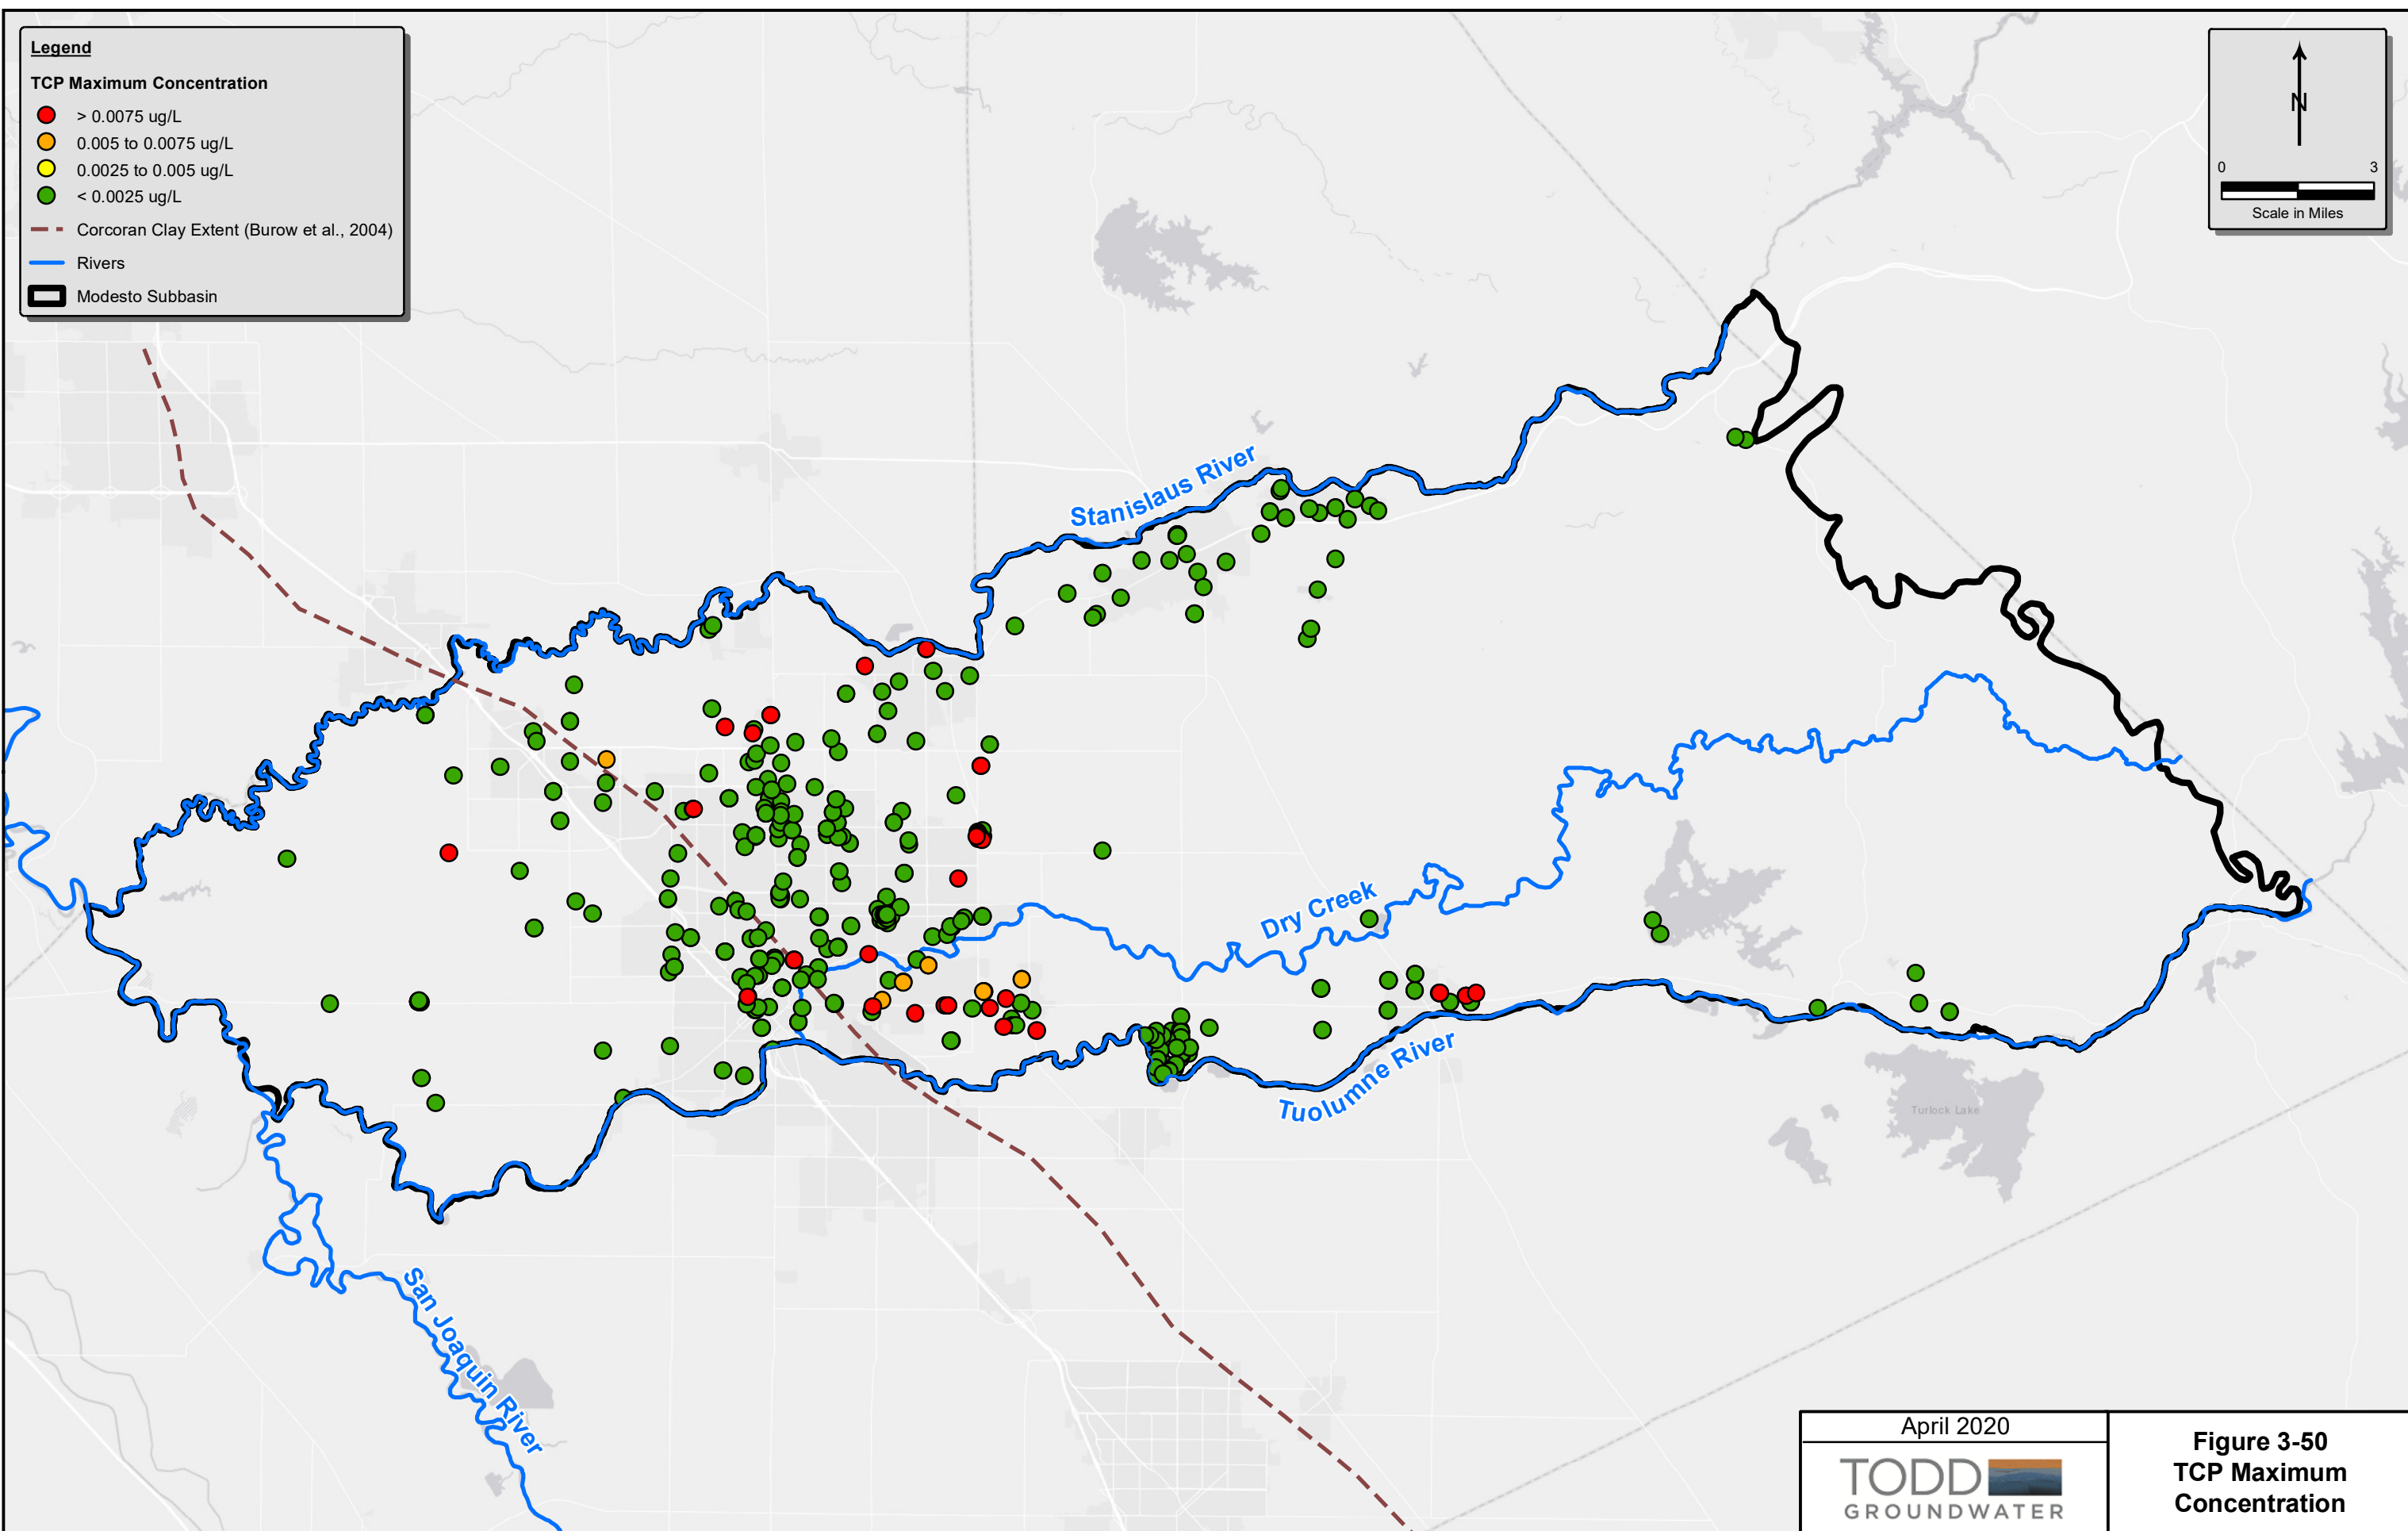 Legend
TCP Maximum Concentration
> 0.0075 ug/L
0.005 to 0.0075 ug/L
0.0025 to 0.005 ug/L
< 0.0025 ug/L
Corcoran Clay Extent (Burow et al., 2004)
Rivers
Modesto Subbasin
N
0 3
Scale in Miles
Stanislaus River
Dry Creek
Tuolumne River
Turlock Lake
San Joaquin River
April 2020
TODD
GROUNDWATER
Figure 3-50
TCP Maximum
Concentration